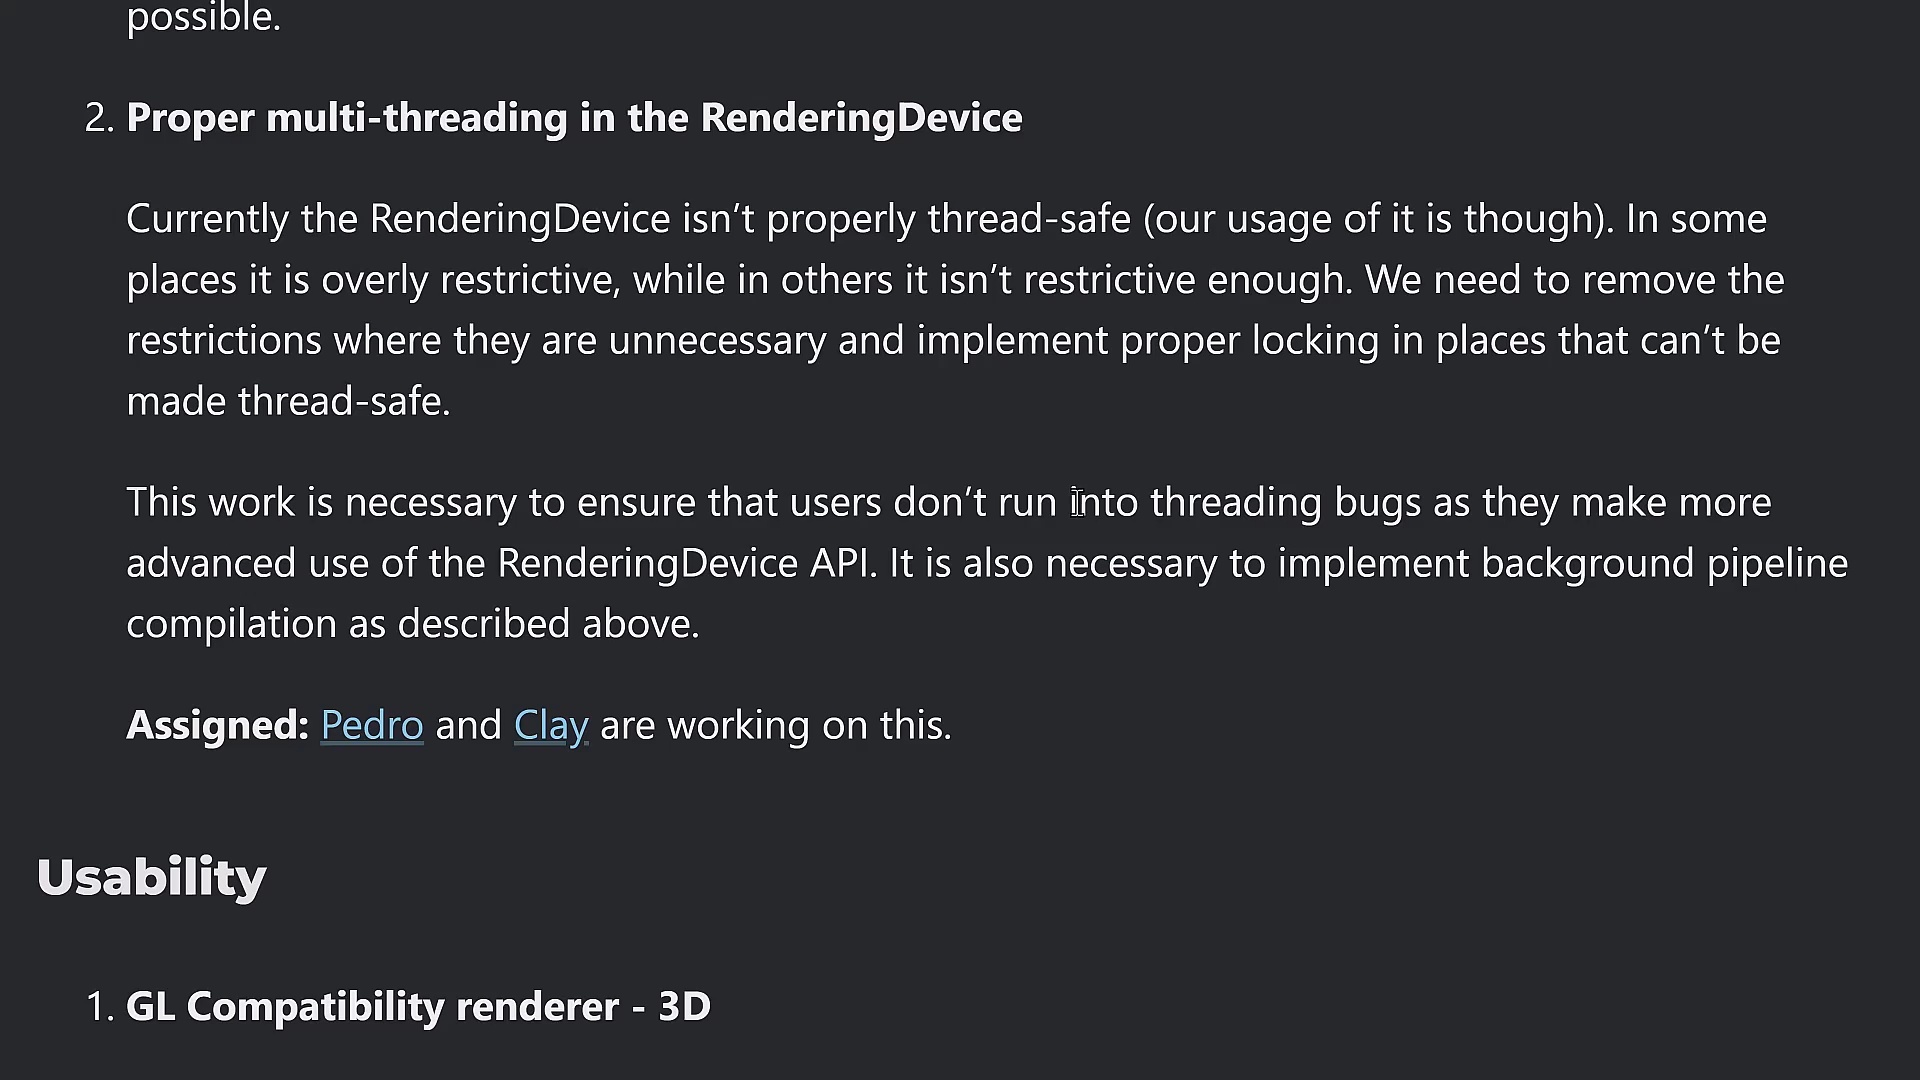 possible.
2. Proper multi-threading in the RenderingDevice
Currently the RenderingDevice isn’t properly thread-safe (our usage of it is though). In some
places it is overly restrictive, while in others it isn’t restrictive enough. We need to remove the
restrictions where they are unnecessary and implement proper locking in places that can’t be
made thread-safe.
This work is necessary to ensure that users don’t run into threading bugs as they make more
advanced use of the RenderingDevice API. It is also necessary to implement background pipeline
compilation as described above.
Assigned: Pedro and Clay are working on this.
Usability
1. GL Compatibility renderer - 3D